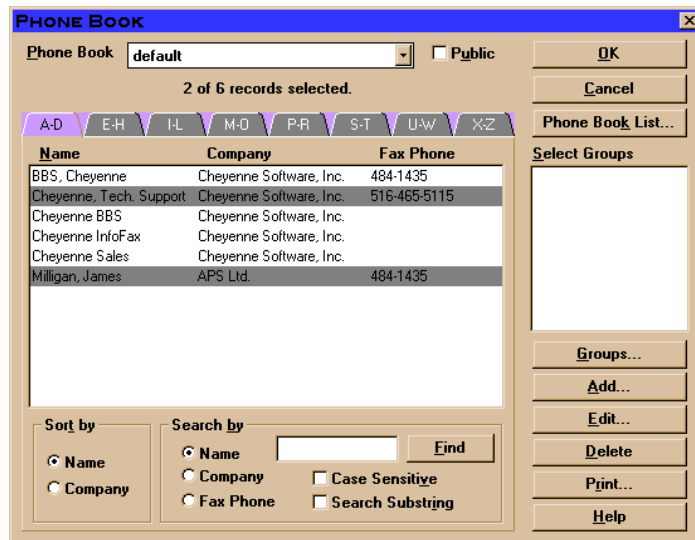 PHONE BOOK
Phone Book default Public
2 of 6 records selected.
A-D E-H I-L M-O P-R S-T U-W X-Z
Name Company Fax Phone
BBS, Cheyenne Cheyenne Software, Inc. 484-1435
Cheyenne, Tech. Support Cheyenne Software, Inc. 516-465-5115
Cheyenne BBS Cheyenne Software, Inc.
Cheyenne InfoFax Cheyenne Software, Inc.
Cheyenne Sales Cheyenne Software, Inc.
Milligan, James APS Ltd. 484-1435
Sort by
Name
Company
Search by
Name Find
Company Case Sensitive
Fax Phone Search Substring
OK
Cancel
Phone Book List...
Select Groups
Groups...
Add...
Edit...
Delete
Print...
Help